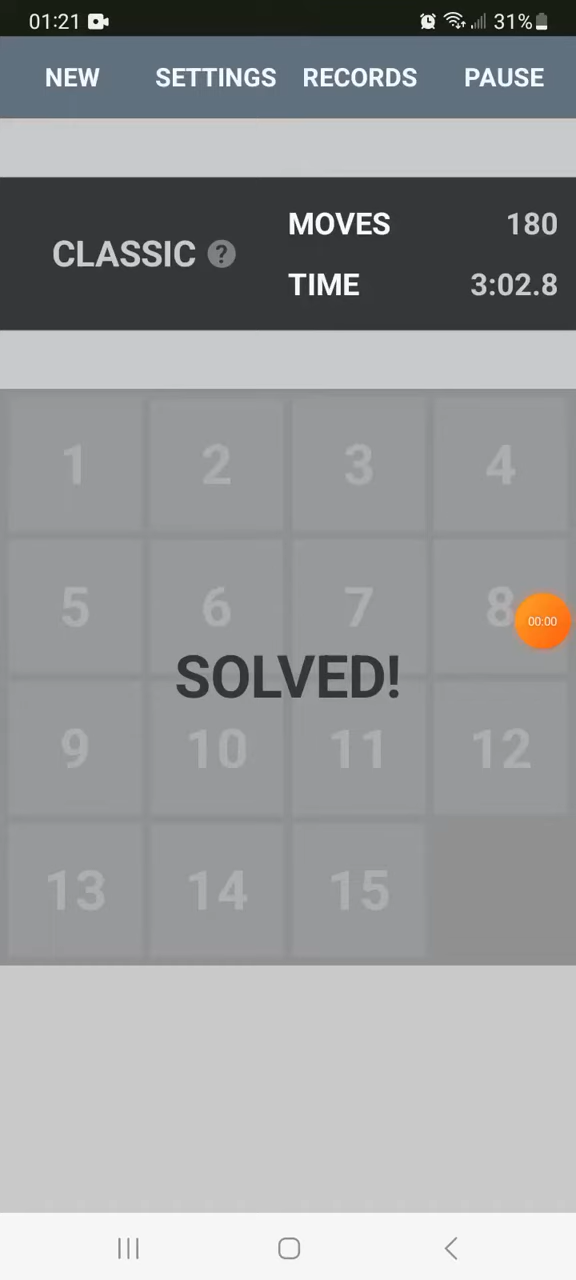 01:21 31%
NEW SETTINGS RECORDS PAUSE
CLASSIC ? MOVES 180
TIME 3:02.8
1 2 3 4
5 6 7 8
00:00
SOLVED!
9 10 11 12
13 14 15